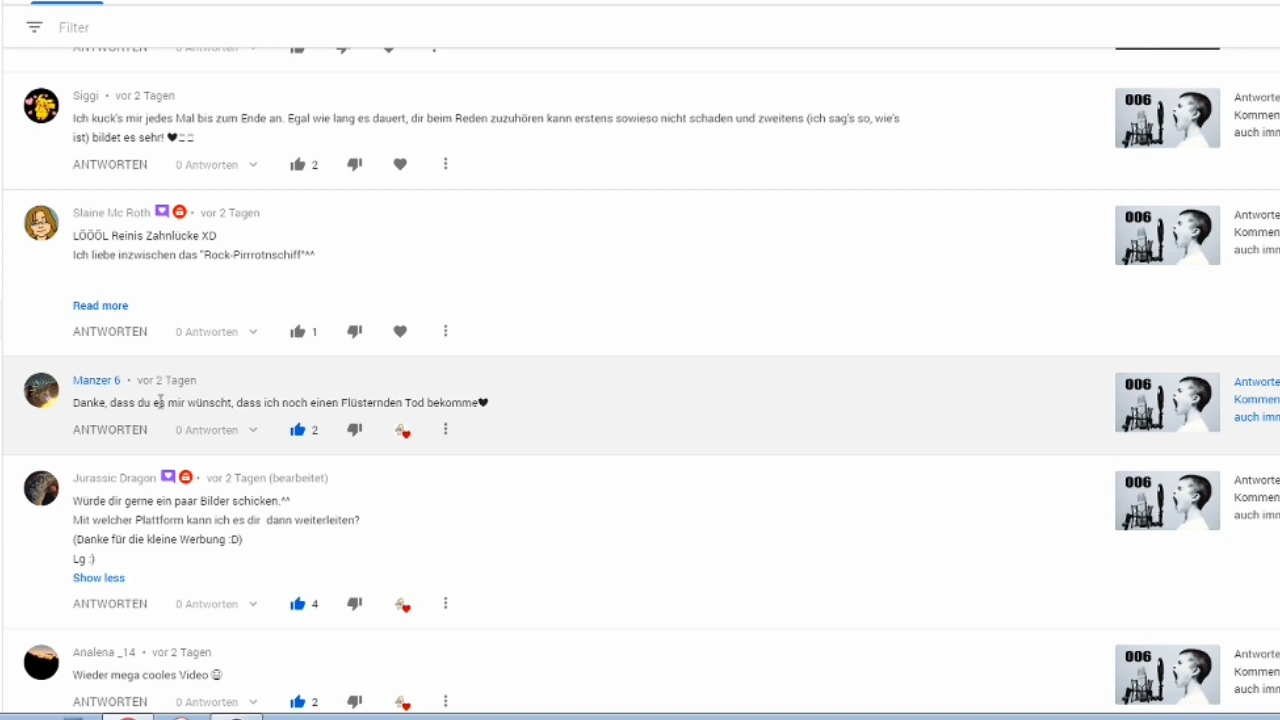 Filter
ANTWORTEN 0 Antworten
Siggi • vor 2 Tagen
Ich kuck's mir jedes Mal bis zum Ende an. Egal wie lang es dauert, dir beim Reden zuzuhören kann erstens sowieso nicht schaden und zweitens (ich sag's so, wie's
ist) bildet es sehr! ♥
ANTWORTEN 0 Antworten 2
006
Antworte
Kommen
auch imn
Slaine Mc Roth • vor 2 Tagen
LÖÖÖL Reinis Zahnlücke XD
Ich liebe inzwischen das "Rock-Pirrrotnschiff"^^
Read more
ANTWORTEN 0 Antworten 1
006
Antworte
Kommen
auch imn
Manzer 6 • vor 2 Tagen
Danke, dass du es mir wünscht, dass ich noch einen Flüsternden Tod bekomme♥
ANTWORTEN 0 Antworten 2
006
Antworte
Kommen
auch imn
Jurassic Dragon • vor 2 Tagen (bearbeitet)
Würde dir gerne ein paar Bilder schicken.^^
Mit welcher Plattform kann ich es dir dann weiterleiten?
(Danke für die kleine Werbung :D)
Lg :)
Show less
ANTWORTEN 0 Antworten 4
006
Antworte
Kommen
auch imn
Analena _14 • vor 2 Tagen
Wieder mega cooles Video 😄
ANTWORTEN 0 Antworten 2
006
Antworte
Kommen
auch imn